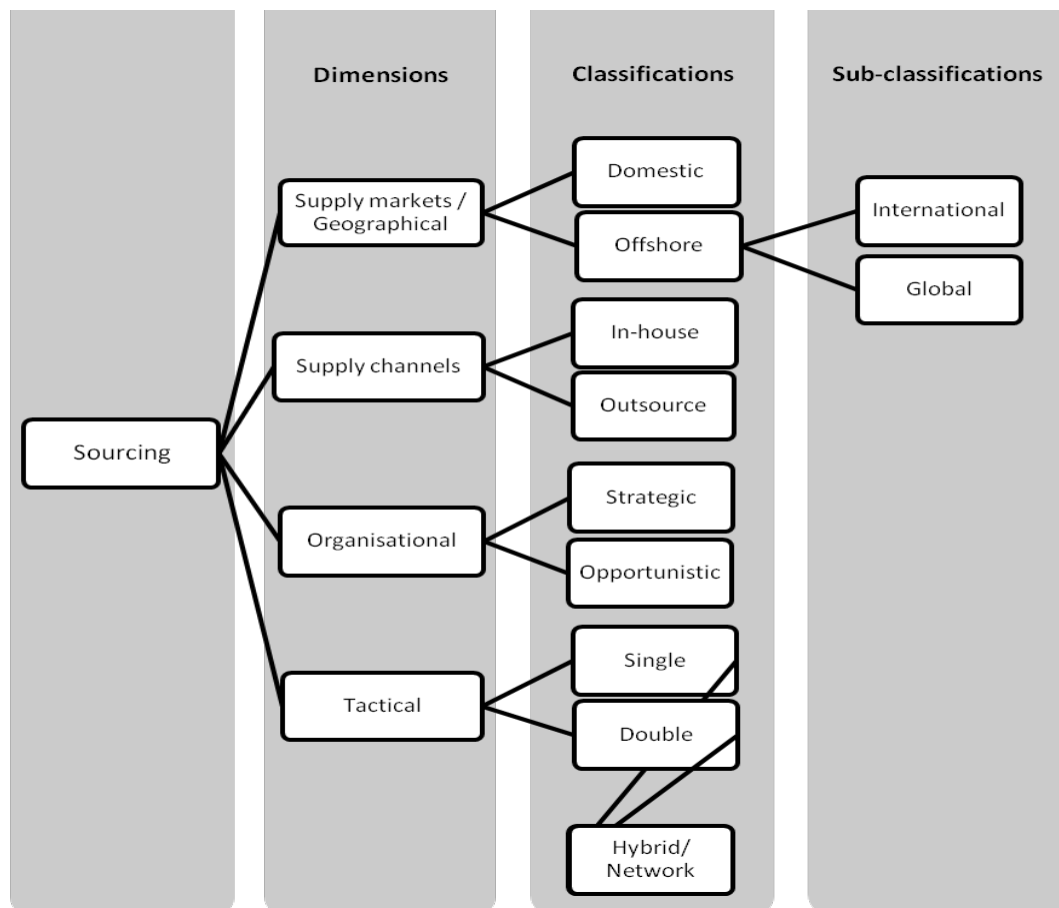 Dimensions
Classifications
Sub-classifications
Sourcing
Supply markets /
Geographical
Supply channels
Organisational
Tactical
Domestic
Offshore
In-house
Outsource
Strategic
Opportunistic
Single
Double
Hybrid/
Network
International
Global